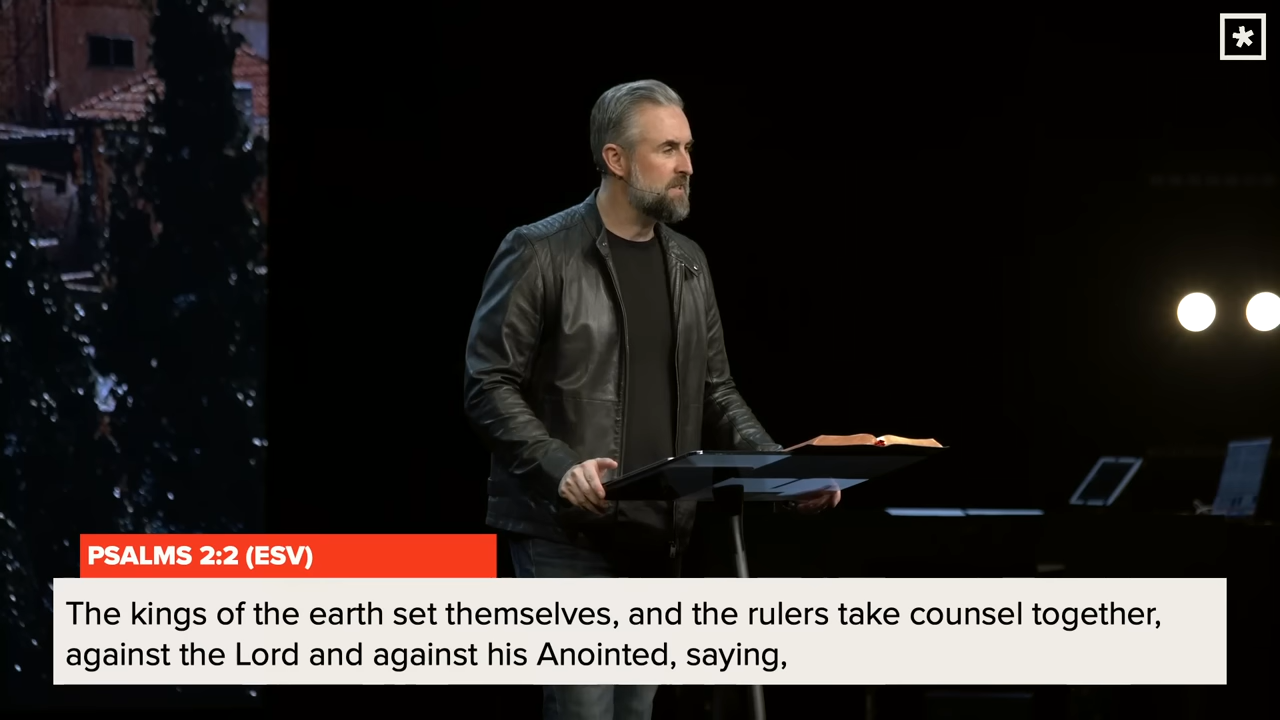 PSALMS 2:2 (ESV)
The kings of the earth set themselves, and the rulers take counsel together,
against the Lord and against his Anointed, saying,